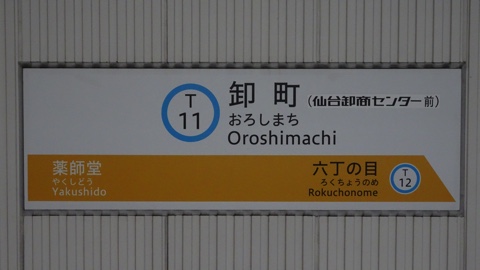 T
11
卸町 (仙台卸商センター前)
おろしまち
Oroshimachi
薬師堂
やくしどう
Yakushido
六丁の目
ろくちょうのめ
Rokuchonome
T
12